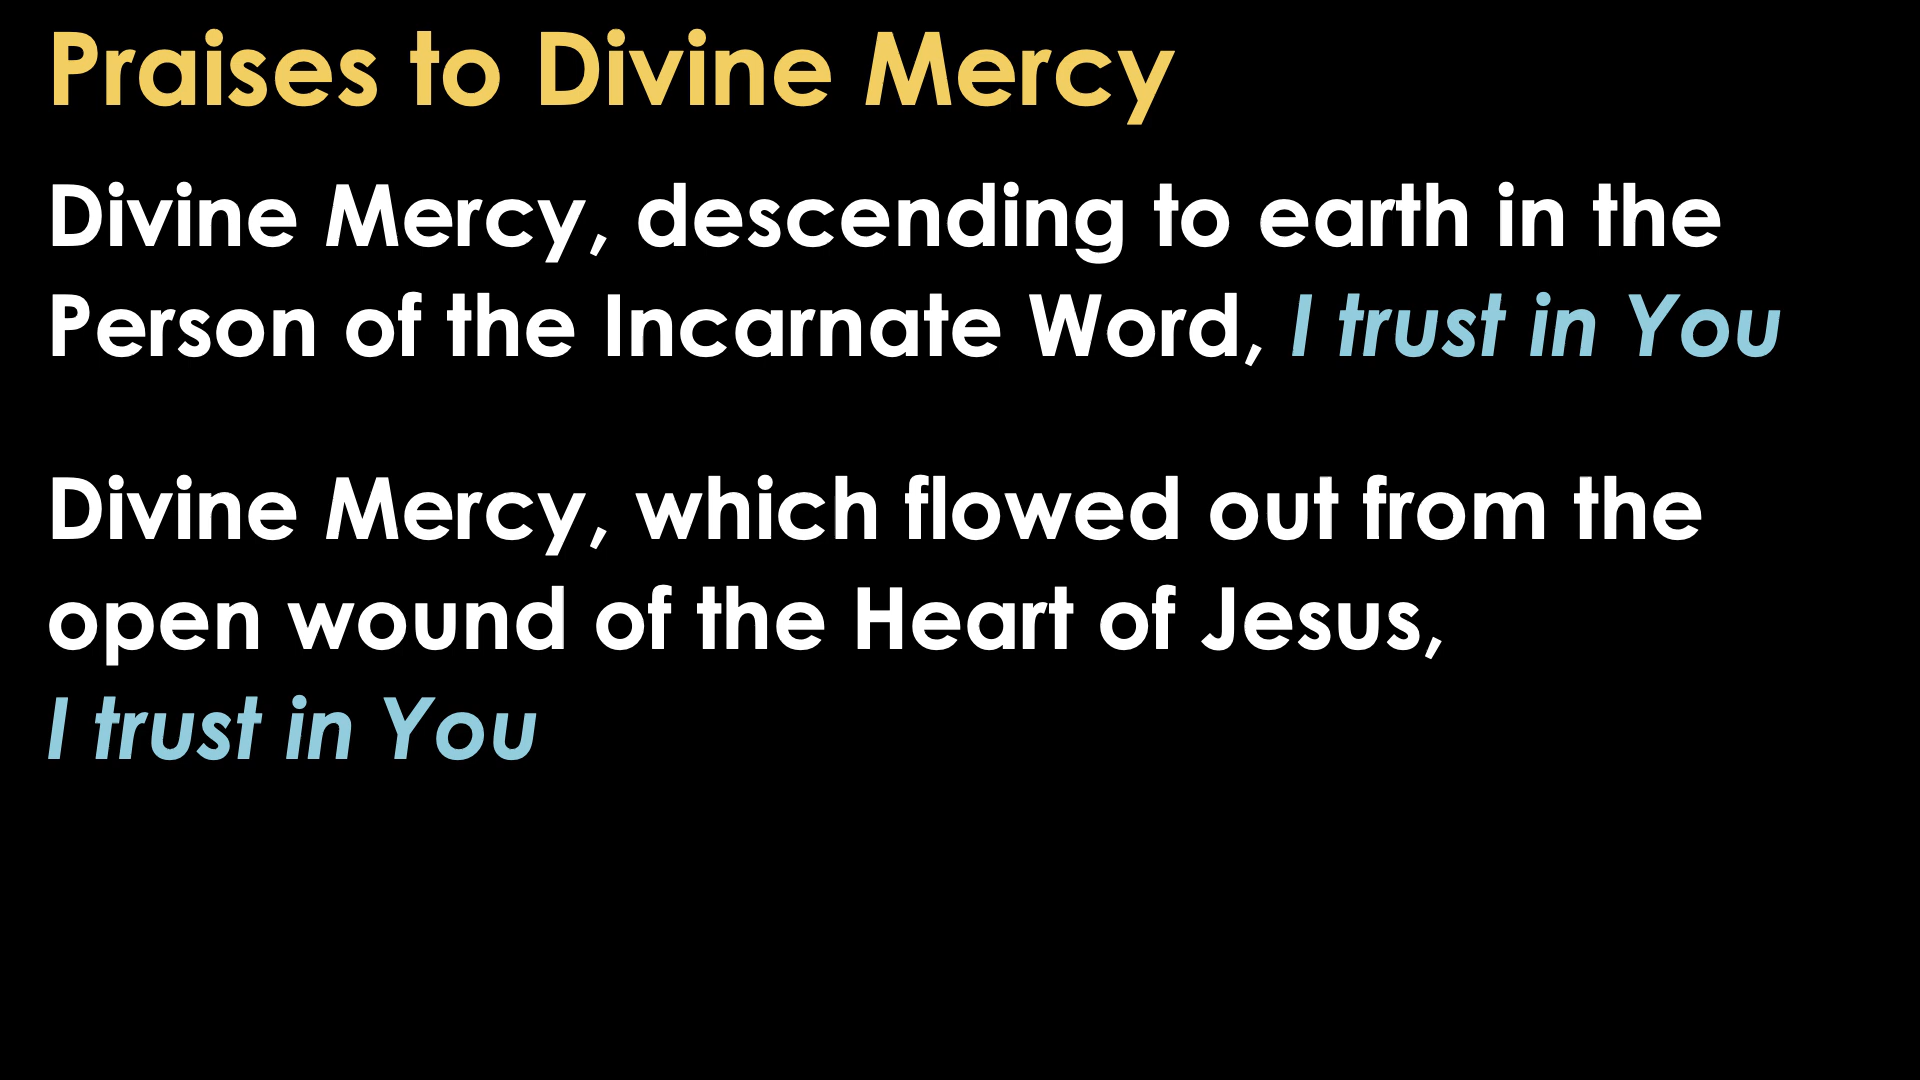 Praises to Divine Mercy
Divine Mercy, descending to earth in the
Person of the Incarnate Word, I trust in You
Divine Mercy, which flowed out from the
open wound of the Heart of Jesus,
I trust in You